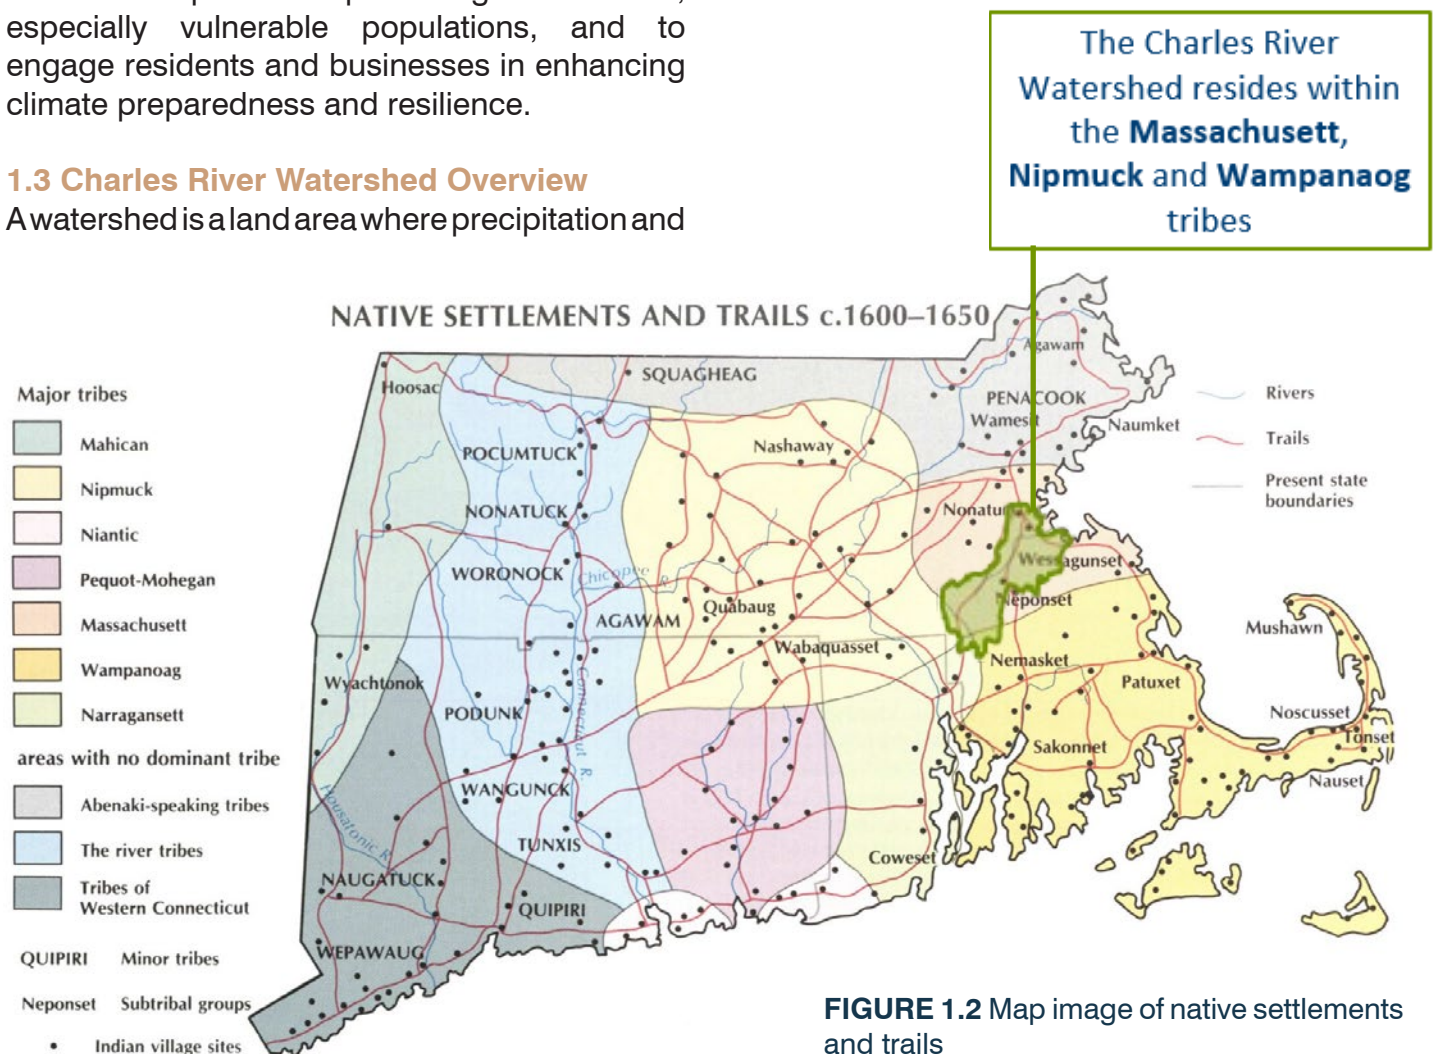 especially vulnerable populations, and to
engage residents and businesses in enhancing
climate preparedness and resilience.
1.3 Charles River Watershed Overview
A watershed is a land area where precipitation and
The Charles River
Watershed resides within
the Massachusett,
Nipmuck and Wampanaog
tribes
NATIVE SETTLEMENTS AND TRAILS c.1600–1650
Major tribes
Mahican
Nipmuck
Niantic
Pequot-Mohegan
Massachusett
Wampanoag
Narragansett
areas with no dominant tribe
Abenaki-speaking tribes
The river tribes
Tribes of
Western Connecticut
QUIPIRI Minor tribes
Neponset Subtribal groups
• Indian village sites
Rivers
Trails
Present state
boundaries
Hoosac
SQUAGHEAG
Agawam
PENACOOK
Wamesit
Naumket
POCUMTUCK
Nashaway
NONATUCK
Nonatu
WORONOCK
Chicopee R.
Wessagunset
AGAWAM
Quabaug
Neponset
Mushawn
Wabaquasset
Nemasket
Wyachtonok
Patuxet
PODUNK
Connecticut R.
Noscusset
Tonset
Sakonnet
Nauset
WANGUNCK
Housatonic R.
TUNXIS
Coweset
NAUGATUCK
QUIPIRI
WEPAWAUG
FIGURE 1.2 Map image of native settlements
and trails